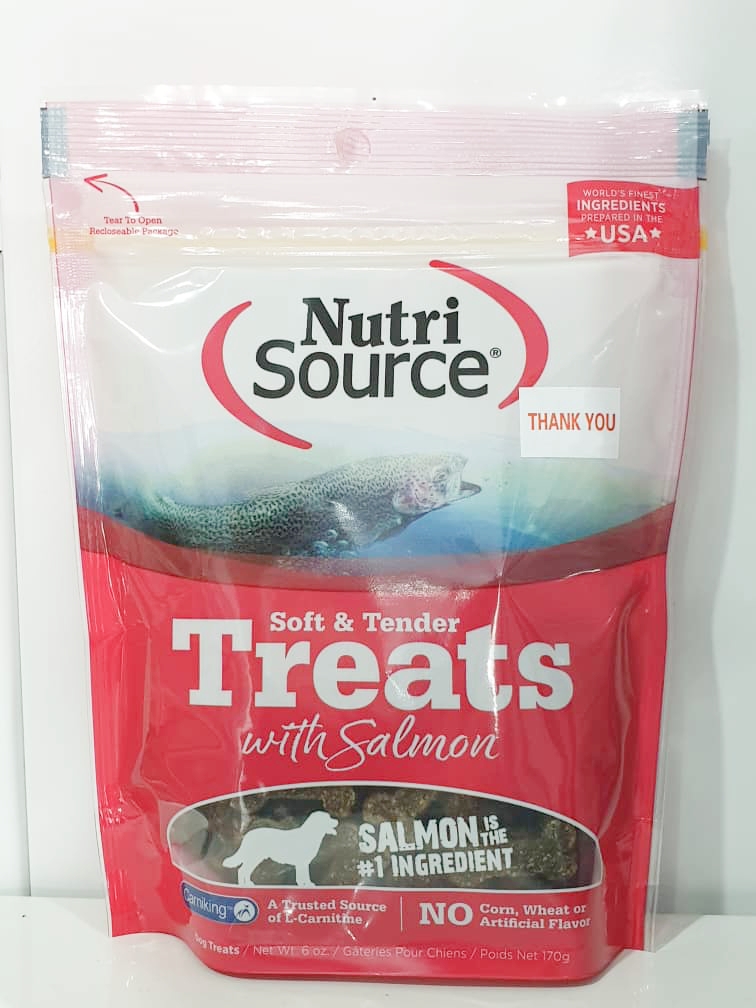 Tear To Open
Recloseable Package
WORLD'S FINEST
INGREDIENTS
PREPARED IN THE
★USA★
Nutri
Source®
THANK YOU
Soft & Tender
Treats
with Salmon
SALMON IS THE
#1 INGREDIENT
Carniking™
A Trusted Source
of L-Carnitine
NO Corn, Wheat or
Artificial Flavor
Dog Treats / Net Wt. 6 oz. / Gâteries Pour Chiens / Poids Net 170g